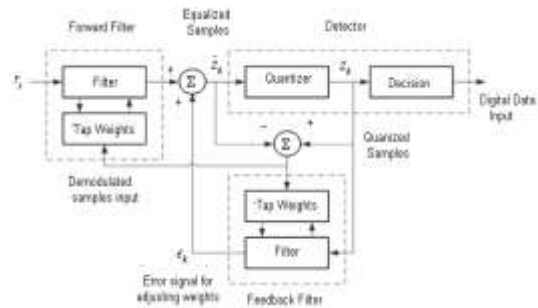 Equalized
Samples
Forward Filter
Detector
Filter
Quantizer
Decision
Σ
Tap Weights
Digital Data
Input
Σ
Quanized
Samples
Demodulated
samples input
Tap Weights
Filter
Error signal for
adjusting weights
Feedback Filter